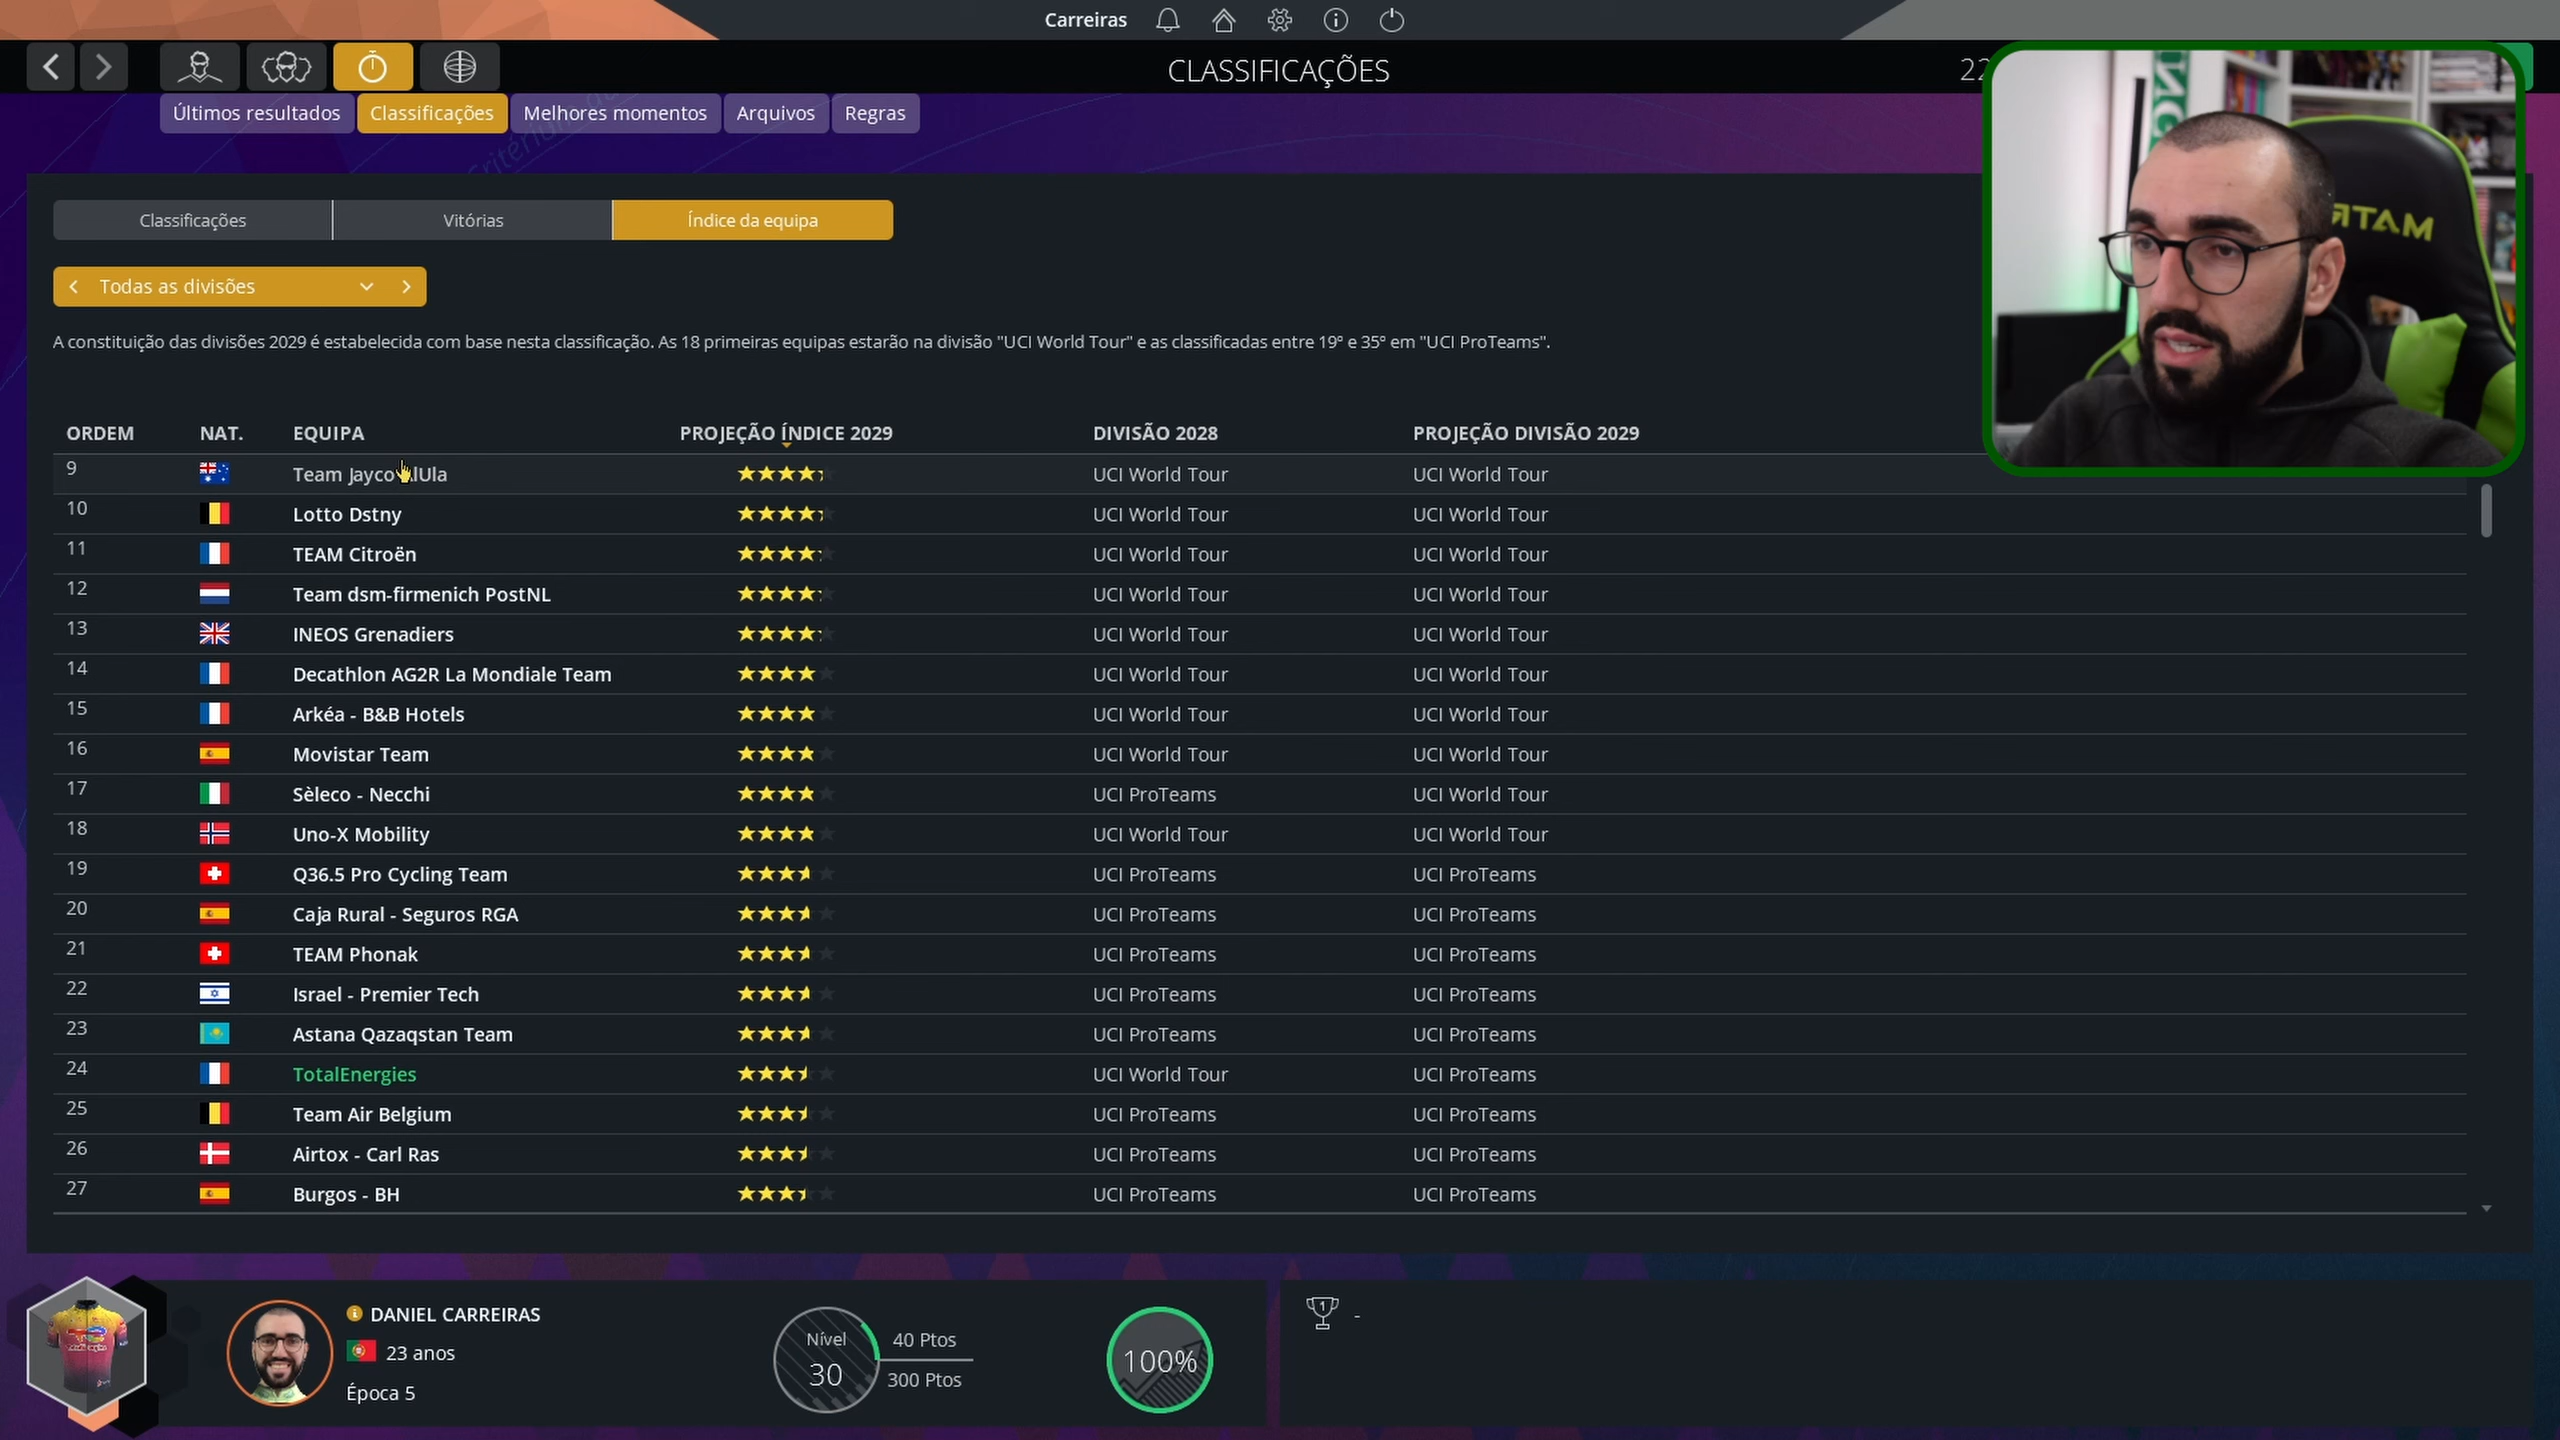 Carreiras
CLASSIFICAÇÕES
22
Últimos resultados
Classificações
Melhores momentos
Arquivos
Regras
Classificações
Vitórias
Índice da equipa
Todas as divisões
A constituição das divisões 2029 é estabelecida com base nesta classificação. As 18 primeiras equipas estarão na divisão "UCI World Tour" e as classificadas entre 19º e 35º em "UCI ProTeams".
ORDEM NAT. EQUIPA PROJEÇÃO ÍNDICE 2029 DIVISÃO 2028 PROJEÇÃO DIVISÃO 2029
9 Team Jayco AlUla UCI World Tour UCI World Tour
10 Lotto Dstny UCI World Tour UCI World Tour
11 TEAM Citroën UCI World Tour UCI World Tour
12 Team dsm-firmenich PostNL UCI World Tour UCI World Tour
13 INEOS Grenadiers UCI World Tour UCI World Tour
14 Decathlon AG2R La Mondiale Team UCI World Tour UCI World Tour
15 Arkéa - B&B Hotels UCI World Tour UCI World Tour
16 Movistar Team UCI World Tour UCI World Tour
17 Sèleco - Necchi UCI ProTeams UCI World Tour
18 Uno-X Mobility UCI World Tour UCI World Tour
19 Q36.5 Pro Cycling Team UCI ProTeams UCI ProTeams
20 Caja Rural - Seguros RGA UCI ProTeams UCI ProTeams
21 TEAM Phonak UCI ProTeams UCI ProTeams
22 Israel - Premier Tech UCI ProTeams UCI ProTeams
23 Astana Qazaqstan Team UCI ProTeams UCI ProTeams
24 TotalEnergies UCI World Tour UCI ProTeams
25 Team Air Belgium UCI ProTeams UCI ProTeams
26 Airtox - Carl Ras UCI ProTeams UCI ProTeams
27 Burgos - BH UCI ProTeams UCI ProTeams
DANIEL CARREIRAS
23 anos
Época 5
Nível
30
40 Ptos
300 Ptos
100%
1
-